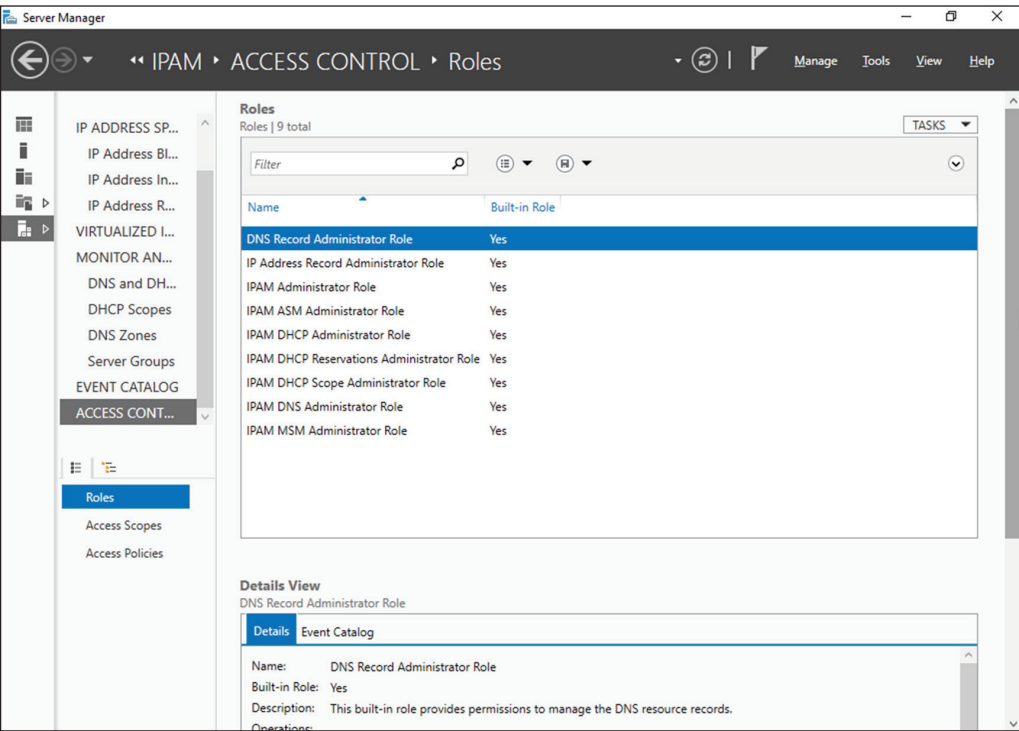 Server Manager
IPAM ACCESS CONTROL Roles
Manage Tools View Help
IP ADDRESS SP...
IP Address Bl...
IP Address In...
IP Address R...
VIRTUALIZED I...
MONITOR AN...
DNS and DH...
DHCP Scopes
DNS Zones
Server Groups
EVENT CATALOG
ACCESS CONT...
Roles
Access Scopes
Access Policies
Roles
Roles | 9 total
TASKS
Filter
Name Built-in Role
DNS Record Administrator Role Yes
IP Address Record Administrator Role Yes
IPAM Administrator Role Yes
IPAM ASM Administrator Role Yes
IPAM DHCP Administrator Role Yes
IPAM DHCP Reservations Administrator Role Yes
IPAM DHCP Scope Administrator Role Yes
IPAM DNS Administrator Role Yes
IPAM MSM Administrator Role Yes
Details View
DNS Record Administrator Role
Details Event Catalog
Name: DNS Record Administrator Role
Built-in Role: Yes
Description: This built-in role provides permissions to manage the DNS resource records.
Operations: